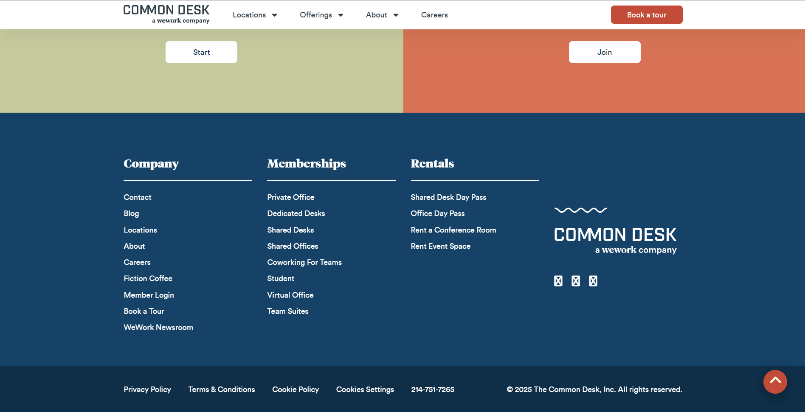 COMMON DESK
a wework company
Locations
Offerings
About
Careers
Book a tour
Start
Join
Company
Contact
Blog
Locations
About
Careers
Fiction Coffee
Member Login
Book a Tour
WeWork Newsroom
Memberships
Private Office
Dedicated Desks
Shared Desks
Shared Offices
Coworking For Teams
Student
Virtual Office
Team Suites
Rentals
Shared Desk Day Pass
Office Day Pass
Rent a Conference Room
Rent Event Space
COMMON DESK
a wework company
Privacy Policy
Terms & Conditions
Cookie Policy
Cookies Settings
214-751-7265
© 2025 The Common Desk, Inc. All rights reserved.